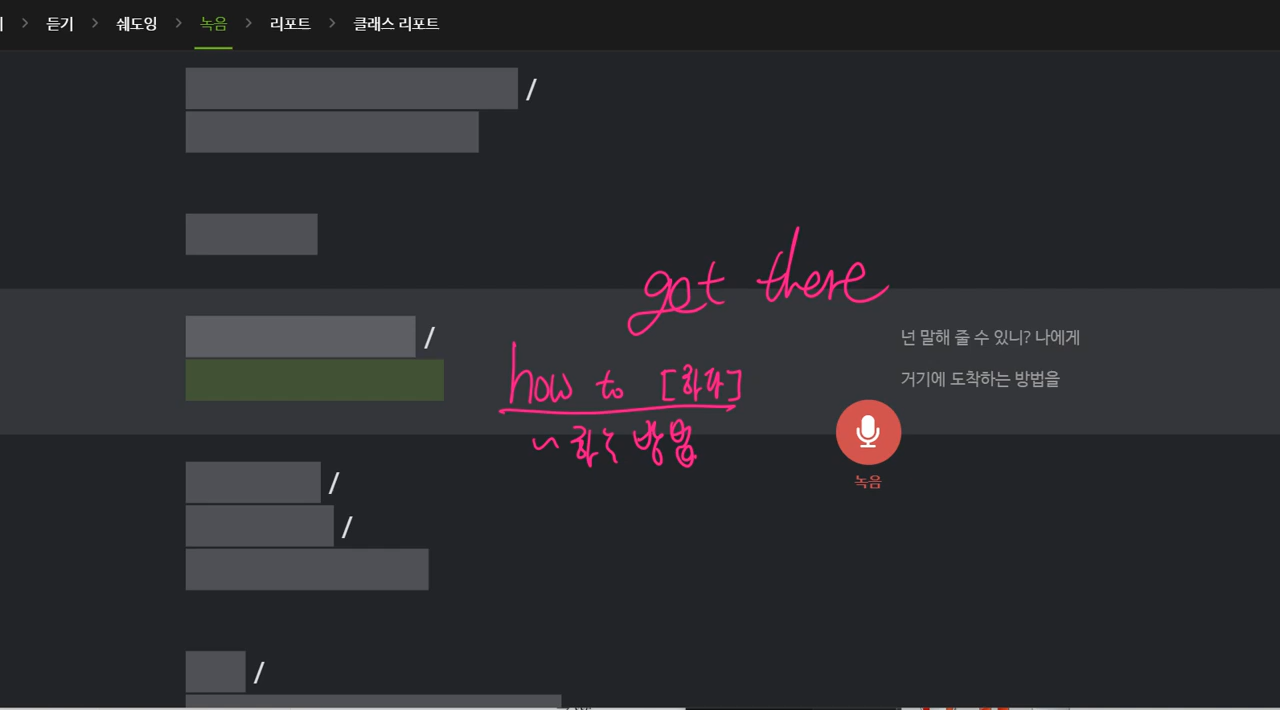 듣기 > 쉐도잉 > 녹음 > 리포트 > 클래스 리포트
/
got there
/
넌 말해 줄 수 있니? 나에게
how to [하다]
거기에 도착하는 방법을
~ 하는 방법
녹음
/
/
/